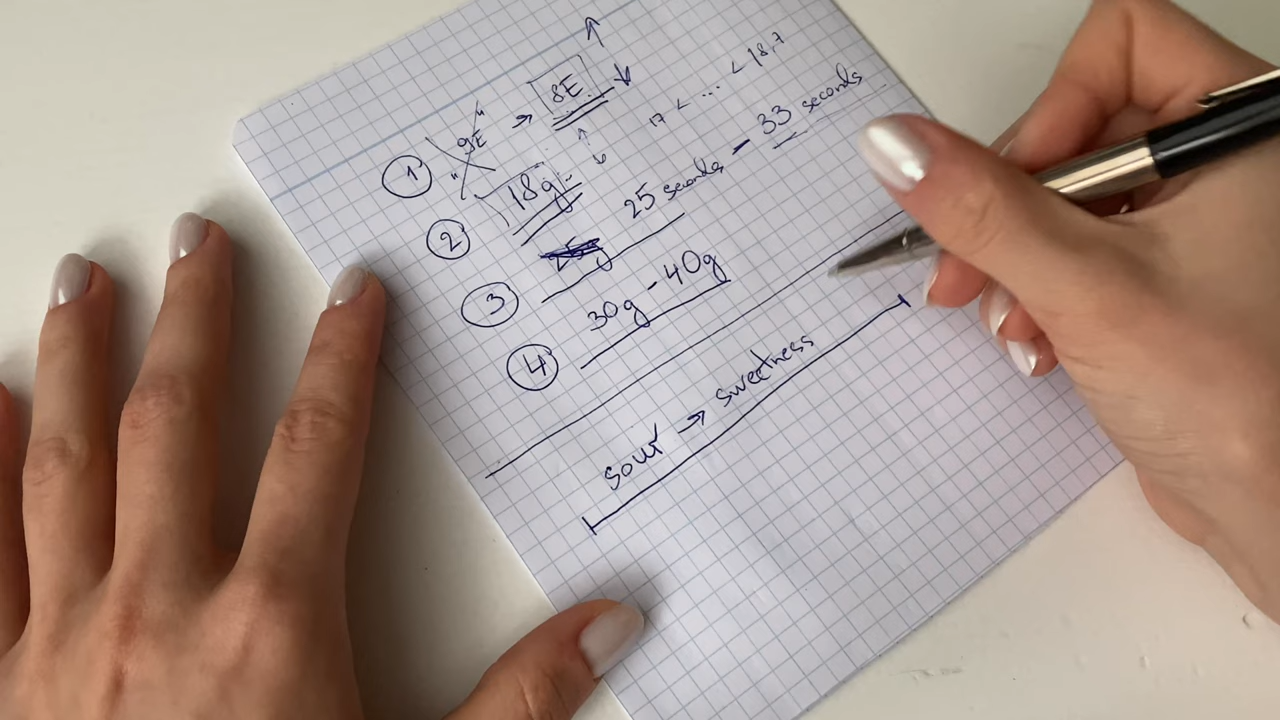 ① "9E" → 8E
17 < ... < 18,7
② 18g
③ 25 seconds - 33 seconds
④ 30g - 40g
sour → sweetness